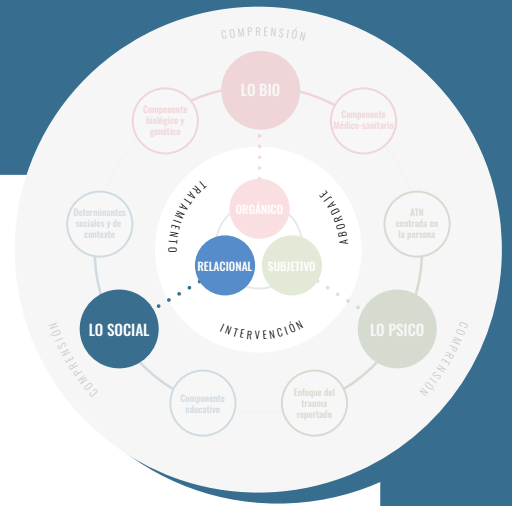 COMPRENSIÓN
LO BIO
Componente
biológico y
genético
Componente
Médico-sanitario
TRATAMIENTO
ABORDAJE
ORGÁNICO
Determinantes
sociales y de
contexto
ATN
centrada en
la persona
RELACIONAL
SUBJETIVO
LO SOCIAL
INTERVENCIÓN
LO PSICO
COMPRENSIÓN
COMPRENSIÓN
Componente
educativo
Enfoque del
trauma
reportado